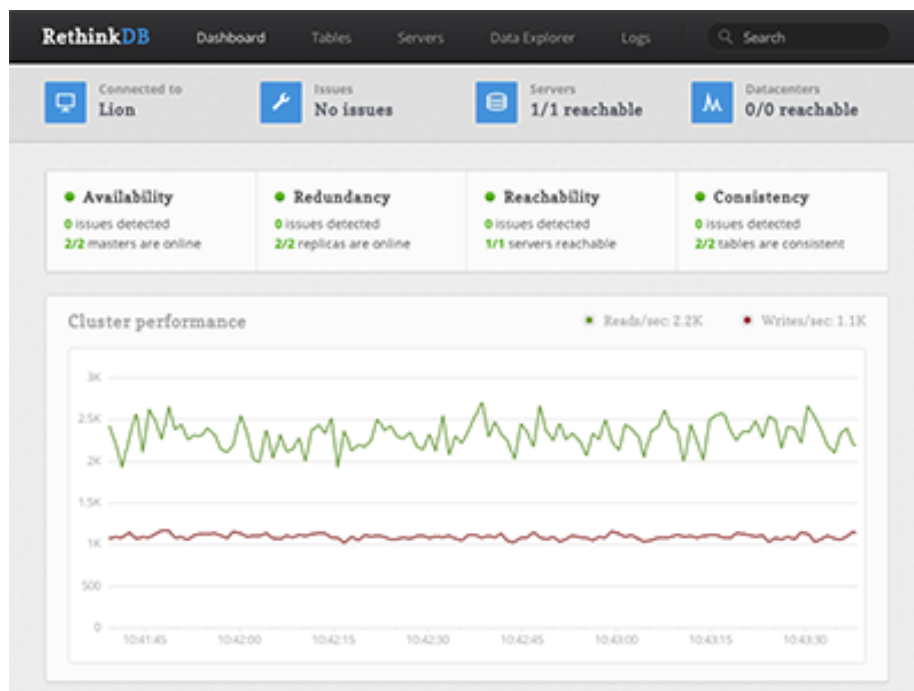 RethinkDB Dashboard Tables Servers Data Explorer Logs Search
Connected to Issues Servers Datacenters
Lion No issues 1/1 reachable 0/0 reachable
Availability Redundancy Reachability Consistency
0 issues detected 0 issues detected 0 issues detected 0 issues detected
2/2 masters are online 2/2 replicas are online 1/1 servers reachable 2/2 tables are consistent
Cluster performance Reads/sec: 2.2K Writes/sec: 1.1K
3K
2.5K
2K
1.5K
1K
500
0
10:41:45 10:42:00 10:42:15 10:42:30 10:42:45 10:43:00 10:43:15 10:43:30